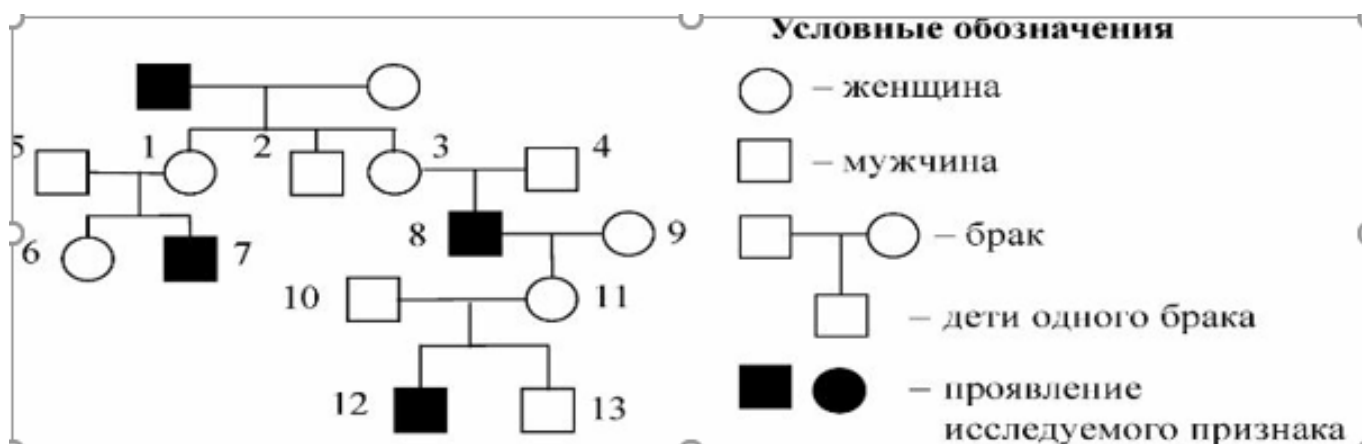 Условные обозначения
– женщина
5 1 2 3 4
– мужчина
6 7 8 9
– брак
10 11
– дети одного брака
12 13
– проявление
исследуемого признака